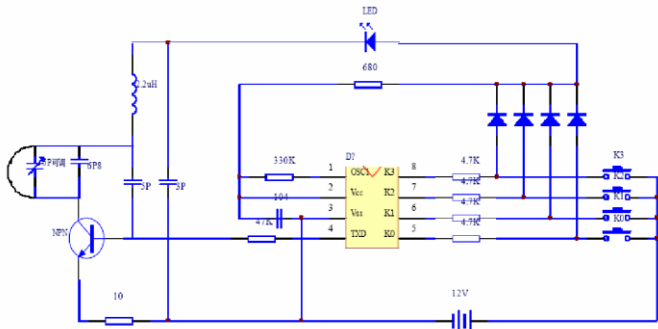 LED
680
2.2uH
330K
D?
1
OSC1
K3
8
4.7K
K3
5P可调
6P8
5P
3P
104
2
Vcc
K2
7
4.7K
K2
47K
3
Vss
K1
6
4.7K
K1
NPN
4
TXD
K0
5
4.7K
K0
10
12V